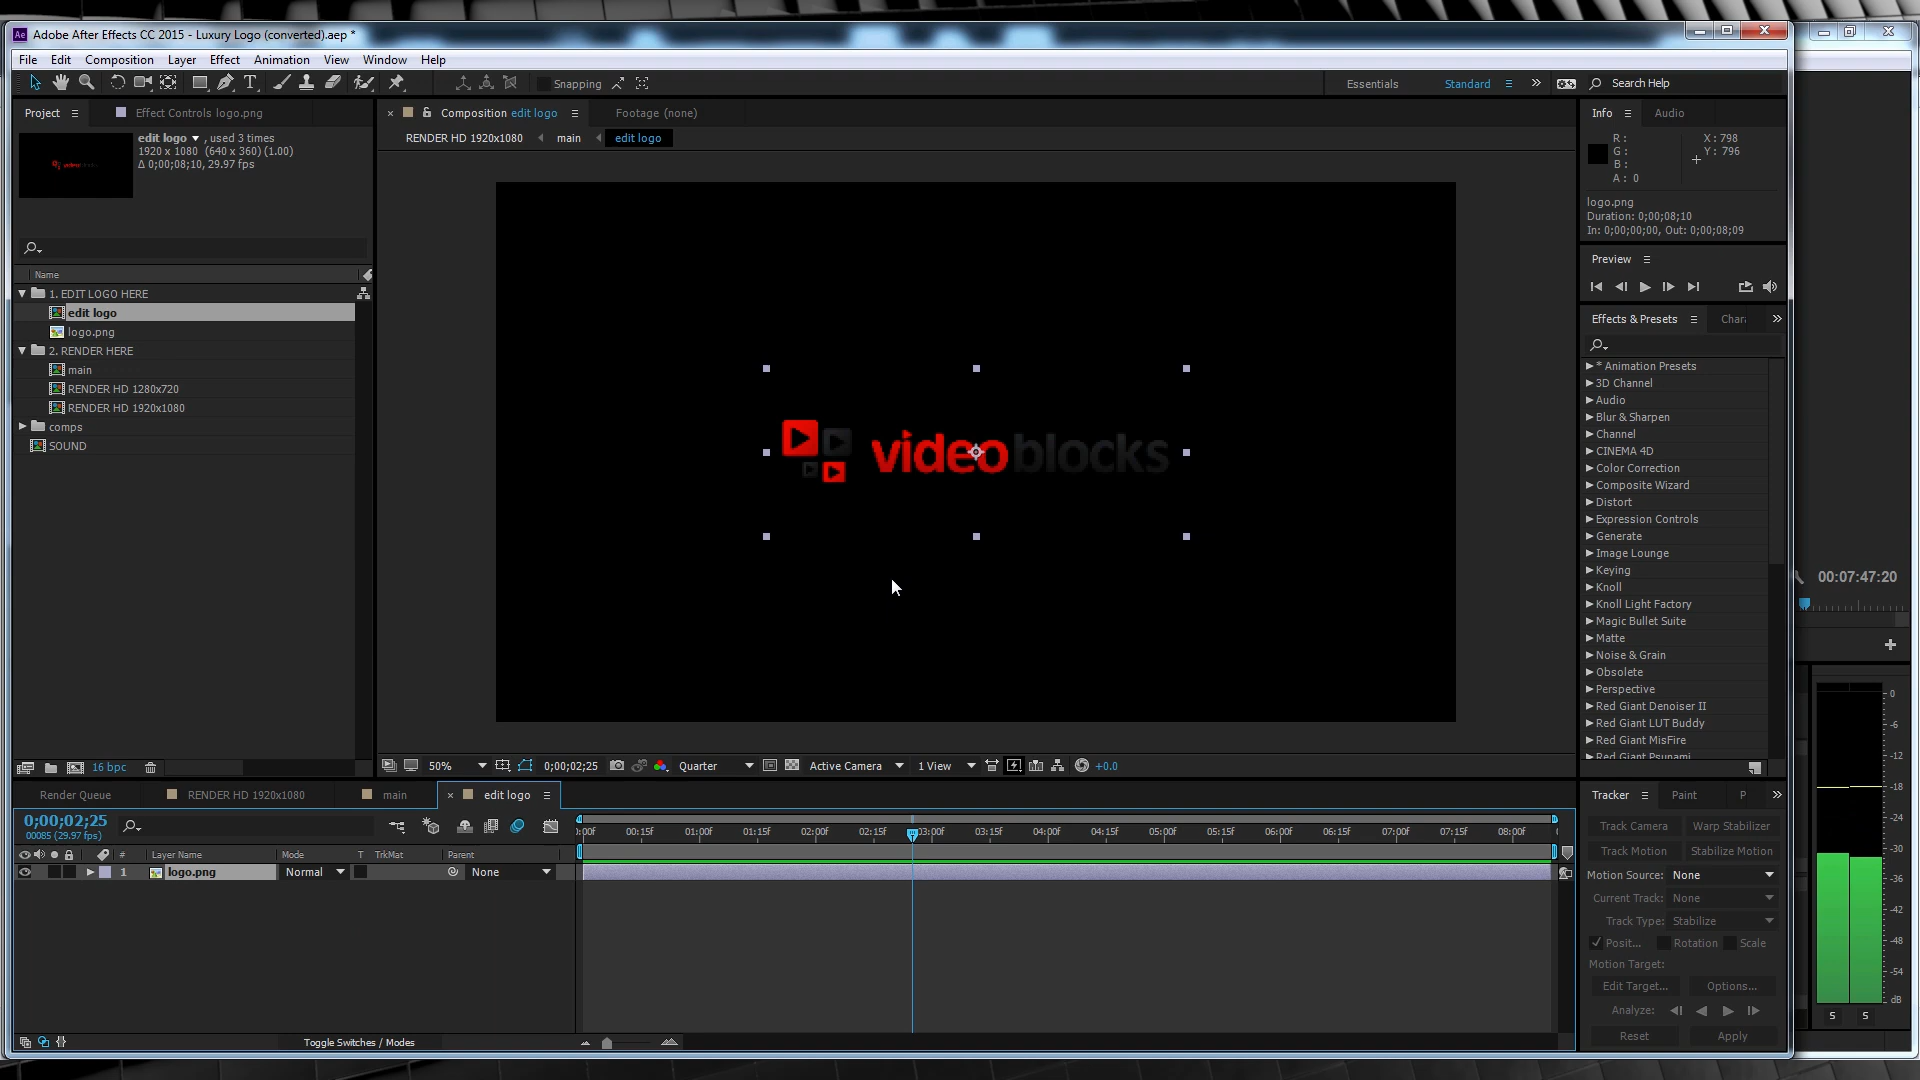 Adobe After Effects CC 2015 - Luxury Logo (converted).aep *
File Edit Composition Layer Effect Animation View Window Help
Snapping
Essentials Standard Search Help
Project Effect Controls logo.png
edit logo , used 3 times
1920 x 1080 (640 x 360) (1.00)
Δ 0;00;08;10, 29.97 fps
Name
1. EDIT LOGO HERE
edit logo
logo.png
2. RENDER HERE
main
RENDER HD 1280x720
RENDER HD 1920x1080
comps
SOUND
16 bpc
Composition edit logo Footage (none)
RENDER HD 1920x1080 main edit logo
videoblocks
50% 0;00;02;25 Quarter Active Camera 1 View +0.0
Info Audio
R : X : 798
G : Y : 796
B :
A : 0
logo.png
Duration: 0;00;08;10
In: 0;00;00;00, Out: 0;00;08;09
Preview
Effects & Presets Chara
* Animation Presets
3D Channel
Audio
Blur & Sharpen
Channel
CINEMA 4D
Color Correction
Composite Wizard
Distort
Expression Controls
Generate
Image Lounge
Keying
Knoll
Knoll Light Factory
Magic Bullet Suite
Matte
Noise & Grain
Obsolete
Perspective
Red Giant Denoiser II
Red Giant LUT Buddy
Red Giant MisFire
Red Giant Psunami
Render Queue RENDER HD 1920x1080 main edit logo
0;00;02;25
00085 (29.97 fps)
:00f 00:15f 01:00f 01:15f 02:00f 02:15f 03:00f 03:15f 04:00f 04:15f 05:00f 05:15f 06:00f 06:15f 07:00f 07:15f 08:00f
# Layer Name Mode T TrkMat Parent
1 logo.png Normal None
Toggle Switches / Modes
Tracker Paint P
Track Camera Warp Stabilizer
Track Motion Stabilize Motion
Motion Source: None
Current Track: None
Track Type: Stabilize
Posit... Rotation Scale
Motion Target:
Edit Target... Options...
Analyze:
Reset Apply
00:07:47:20
0
-6
-12
-18
-24
-30
-36
-42
-48
-54
dB
S S